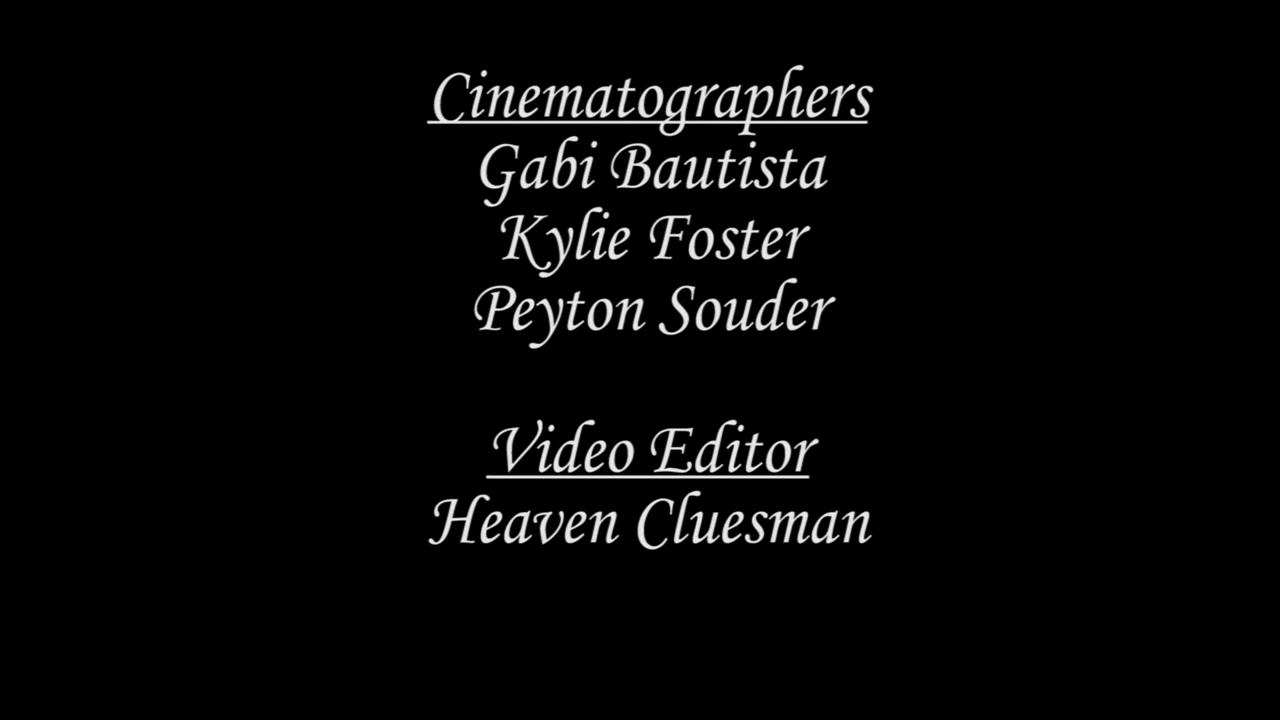 Cinematographers
Gabi Bautista
Kylie Foster
Peyton Souder
Video Editor
Heaven Cluesman